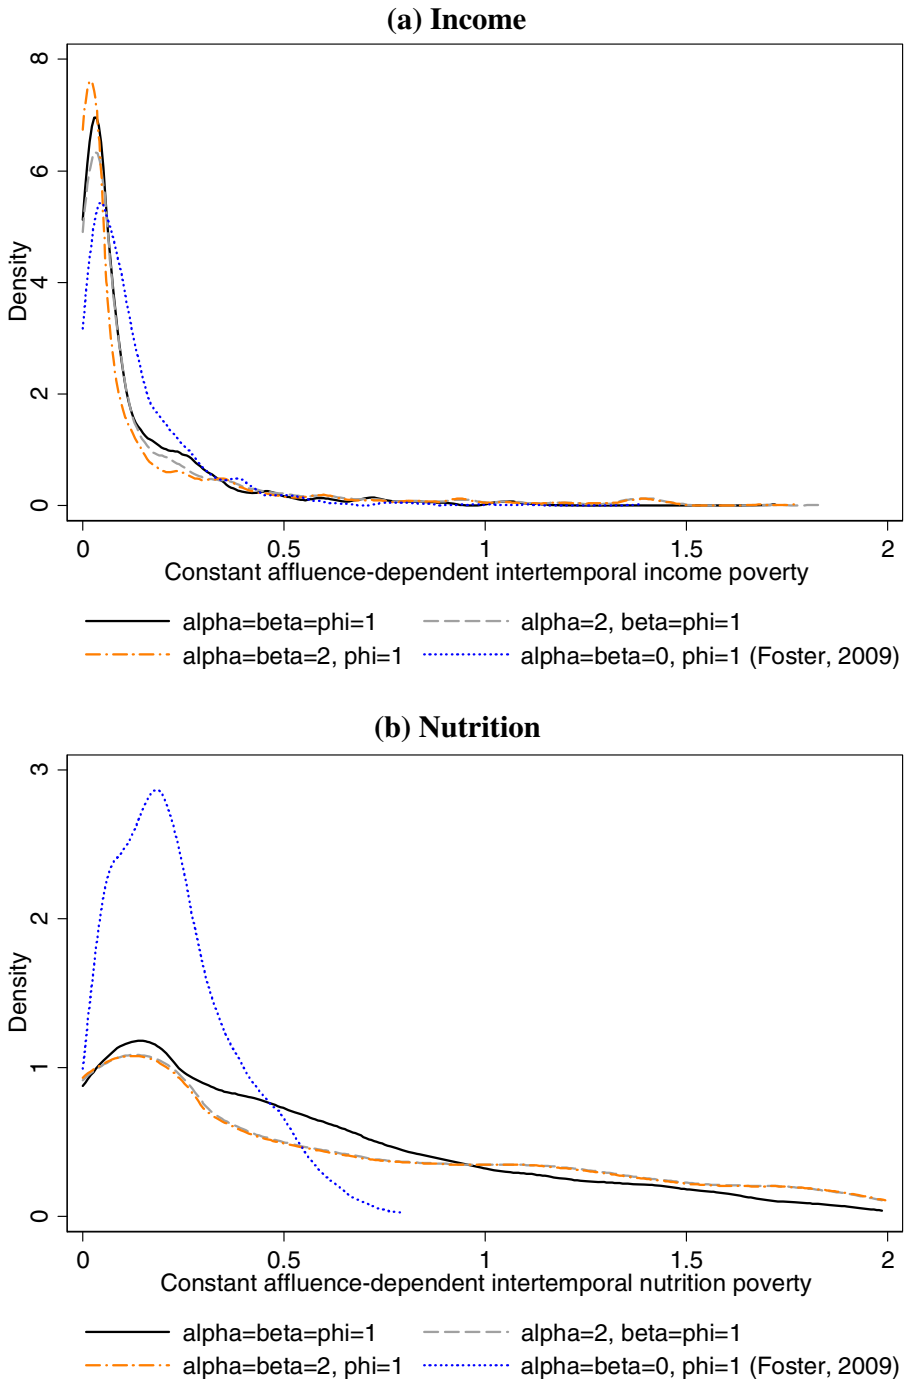 (a) Income
8
6
4
2
0
Density
0 0.5 1 1.5 2
Constant affluence-dependent intertemporal income poverty
alpha=beta=phi=1 alpha=2, beta=phi=1
alpha=beta=2, phi=1 alpha=beta=0, phi=1 (Foster, 2009)
(b) Nutrition
3
2
1
0
Density
0 0.5 1 1.5 2
Constant affluence-dependent intertemporal nutrition poverty
alpha=beta=phi=1 alpha=2, beta=phi=1
alpha=beta=2, phi=1 alpha=beta=0, phi=1 (Foster, 2009)